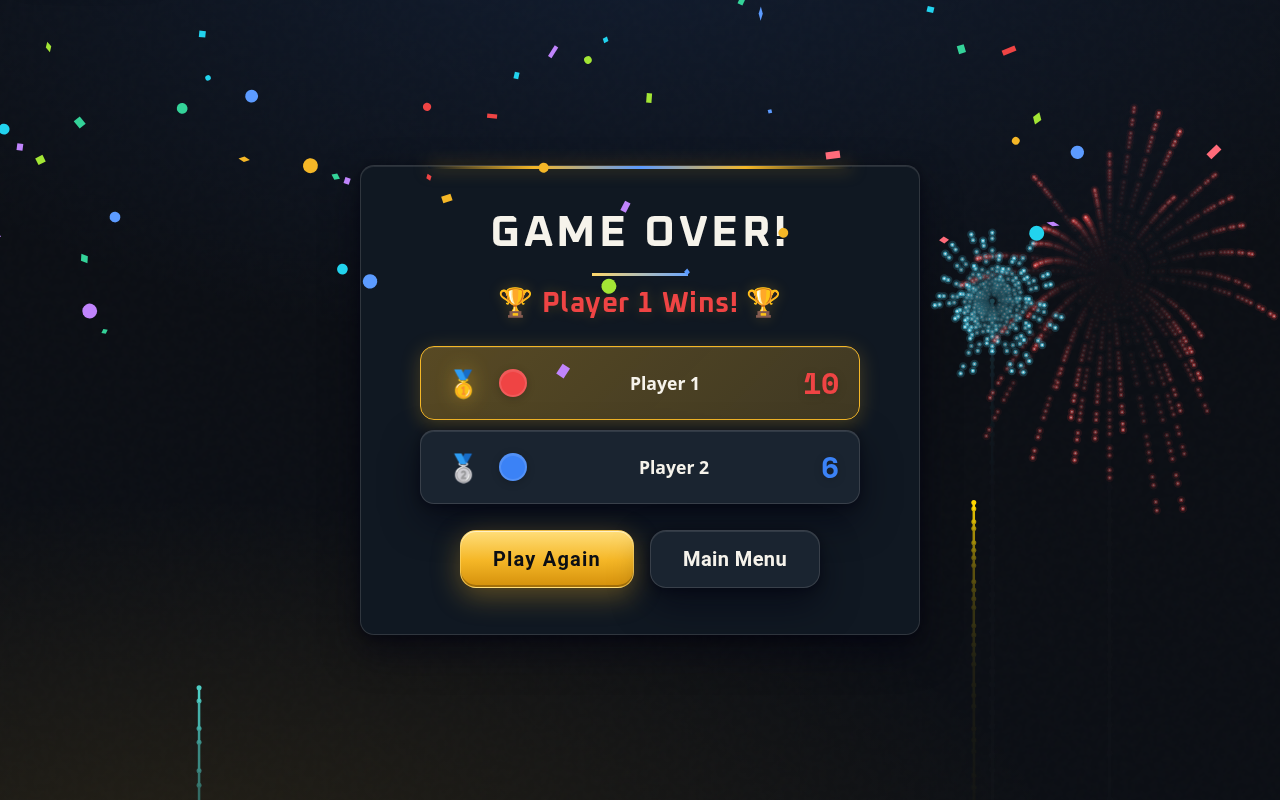 GAME OVER!
🏆 Player 1 Wins! 🏆
🥇 Player 1 10
🥈 Player 2 6
Play Again
Main Menu